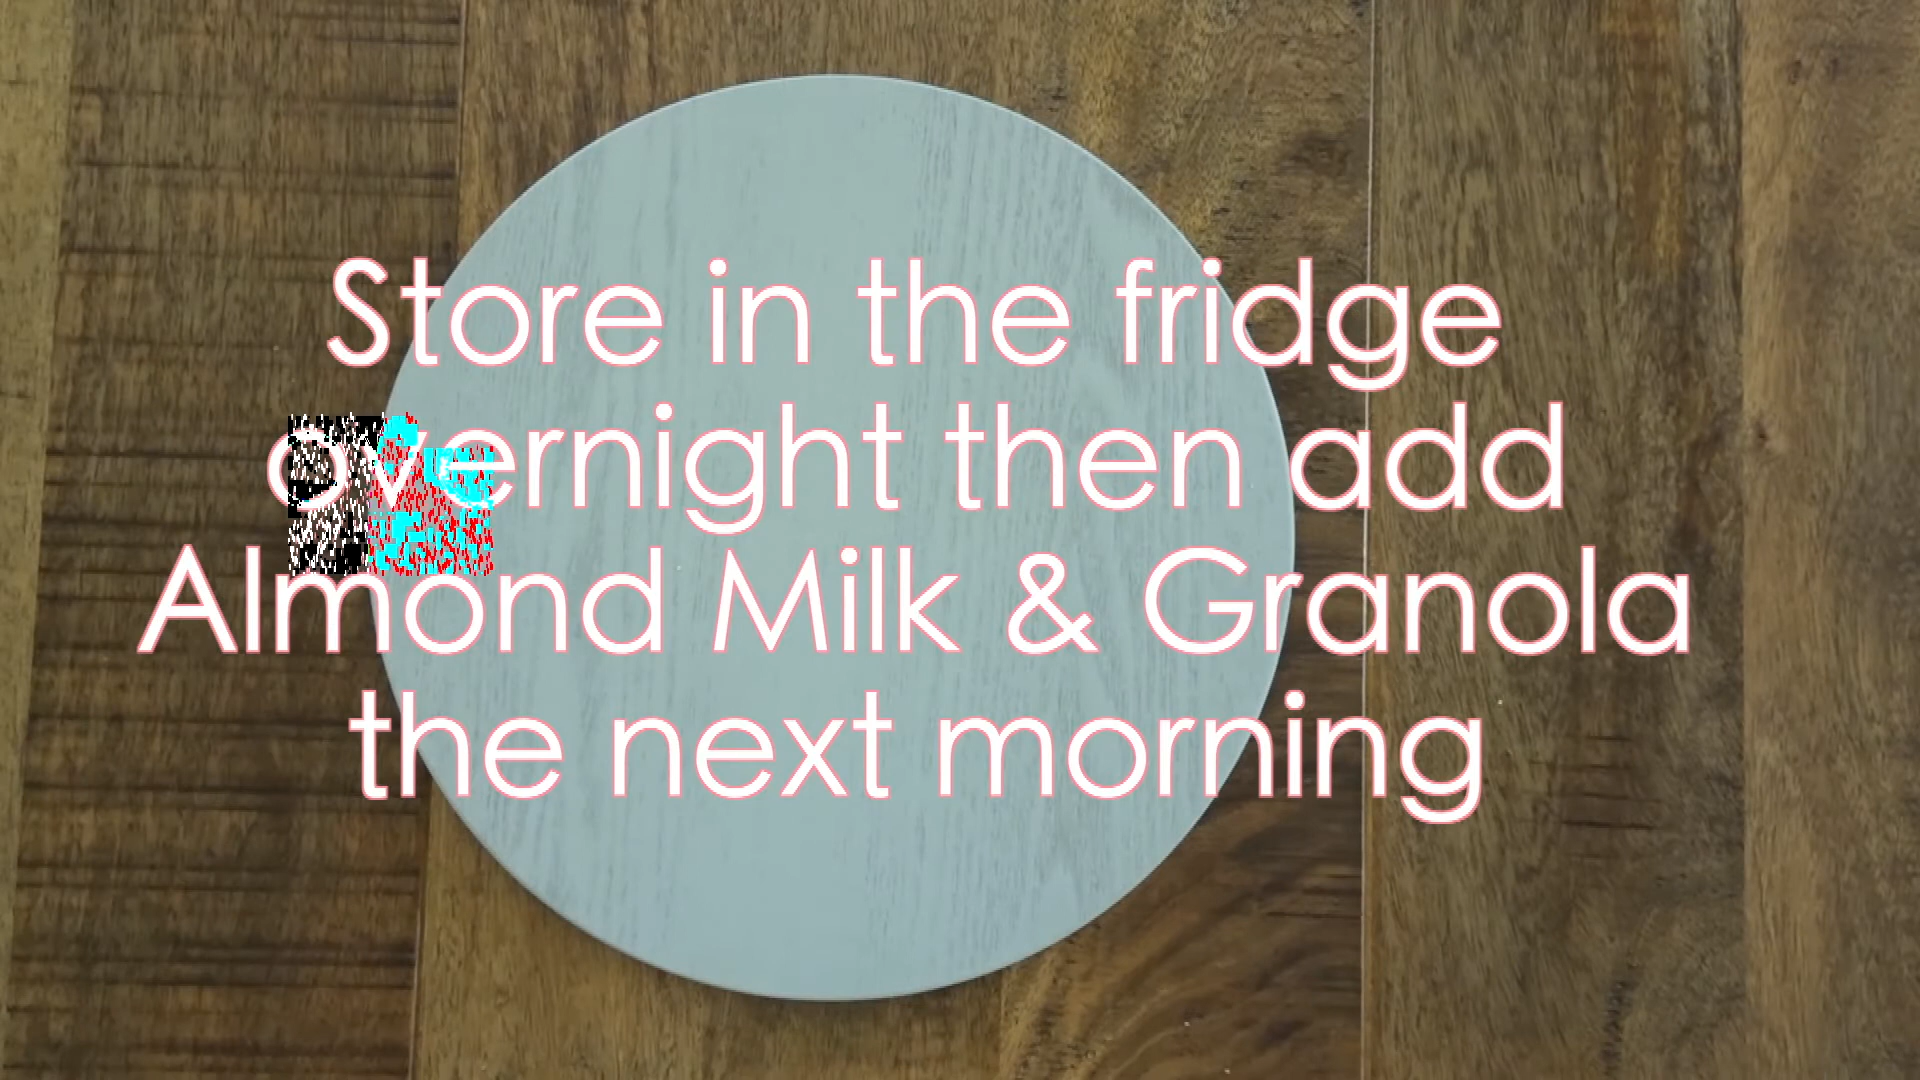 Store in the fridge
overnight then add
Almond Milk & Granola
the next morning